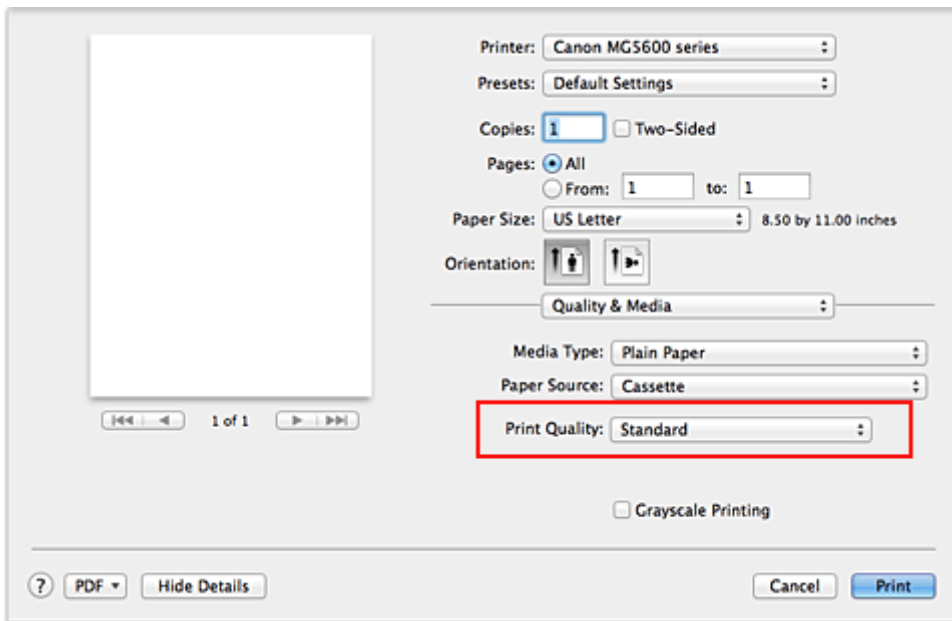 Printer: Canon MG5600 series
Presets: Default Settings
Copies: 1 Two-Sided
Pages: All
From: 1 to: 1
Paper Size: US Letter 8.50 by 11.00 inches
Orientation:
Quality & Media
Media Type: Plain Paper
Paper Source: Cassette
1 of 1
Print Quality: Standard
Grayscale Printing
? PDF Hide Details Cancel Print